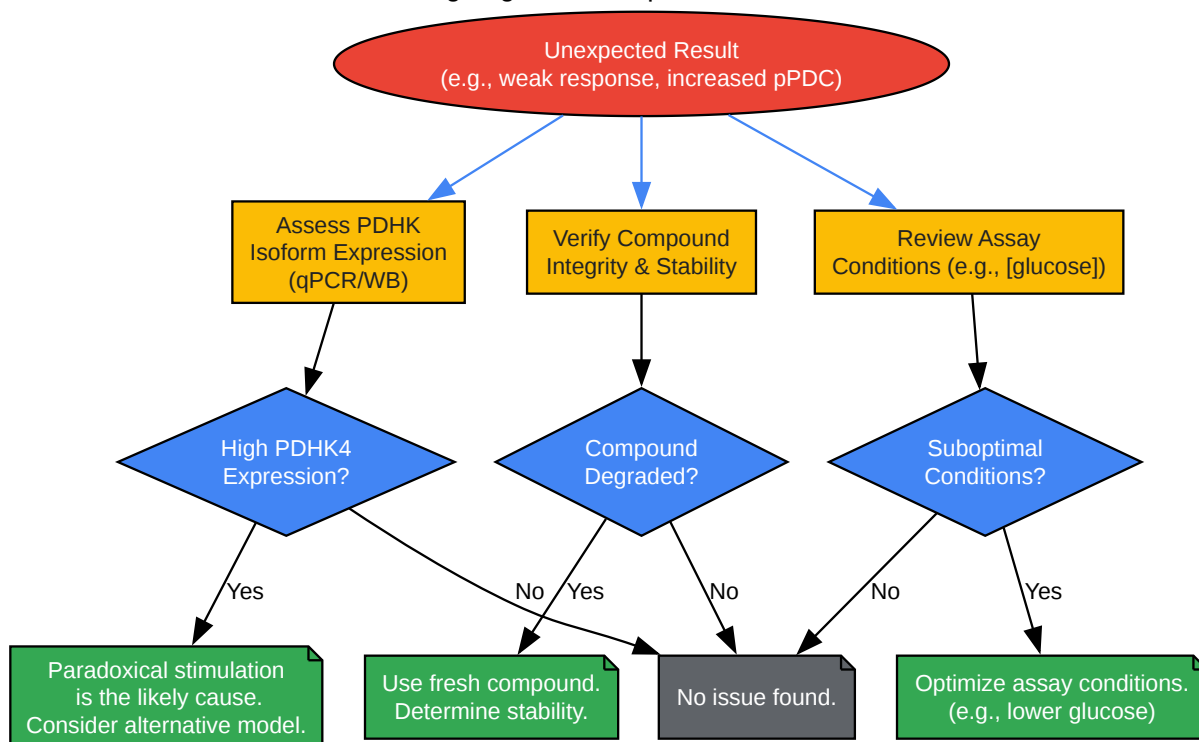 Unexpected Result
(e.g., weak response, increased pPDC)
Assess PDHK
Isoform Expression
(qPCR/WB)
Verify Compound
Integrity & Stability
Review Assay
Conditions (e.g., [glucose])
High PDHK4
Expression?
Compound
Degraded?
Suboptimal
Conditions?
Yes
No
Yes
No
No
Yes
Paradoxical stimulation
is the likely cause.
Consider alternative model.
Use fresh compound.
Determine stability.
No issue found.
Optimize assay conditions.
(e.g., lower glucose)